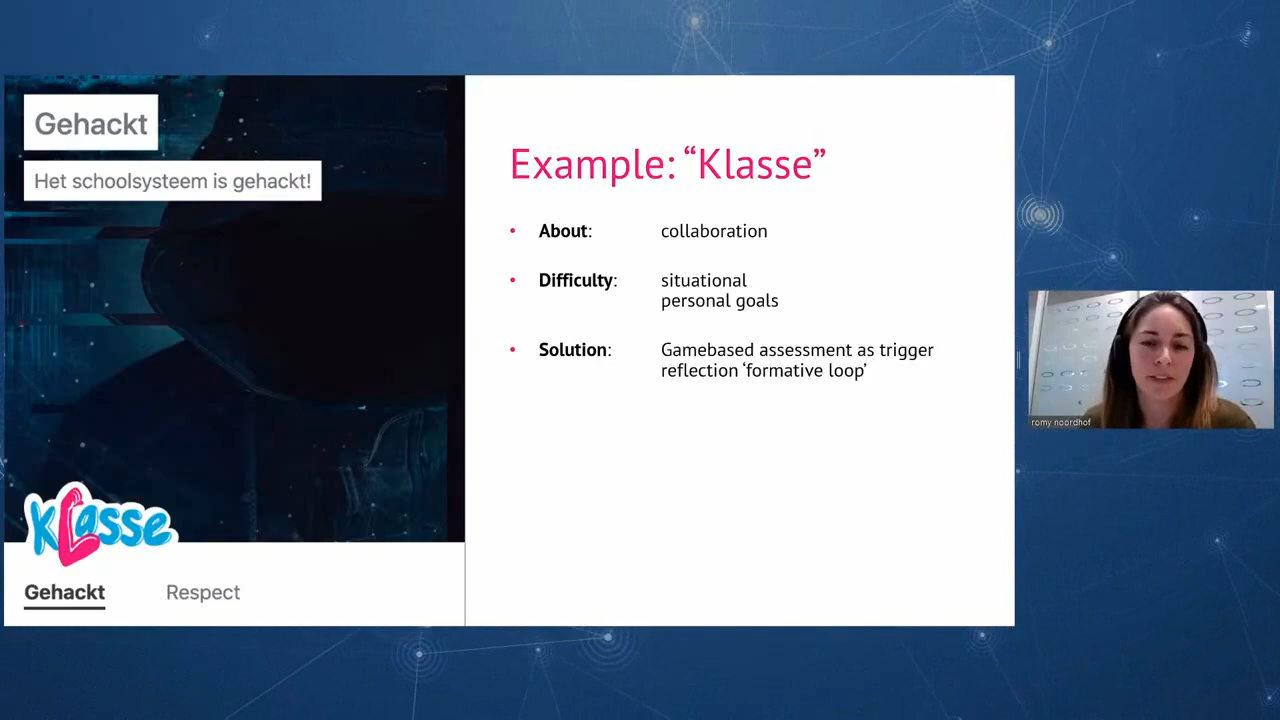 Gehackt
Het schoolsysteem is gehackt!
Klasse
Gehackt Respect
Example: “Klasse”
• About: collaboration
• Difficulty: situational
personal goals
• Solution: Gamebased assessment as trigger
reflection ‘formative loop’
romy noordhof